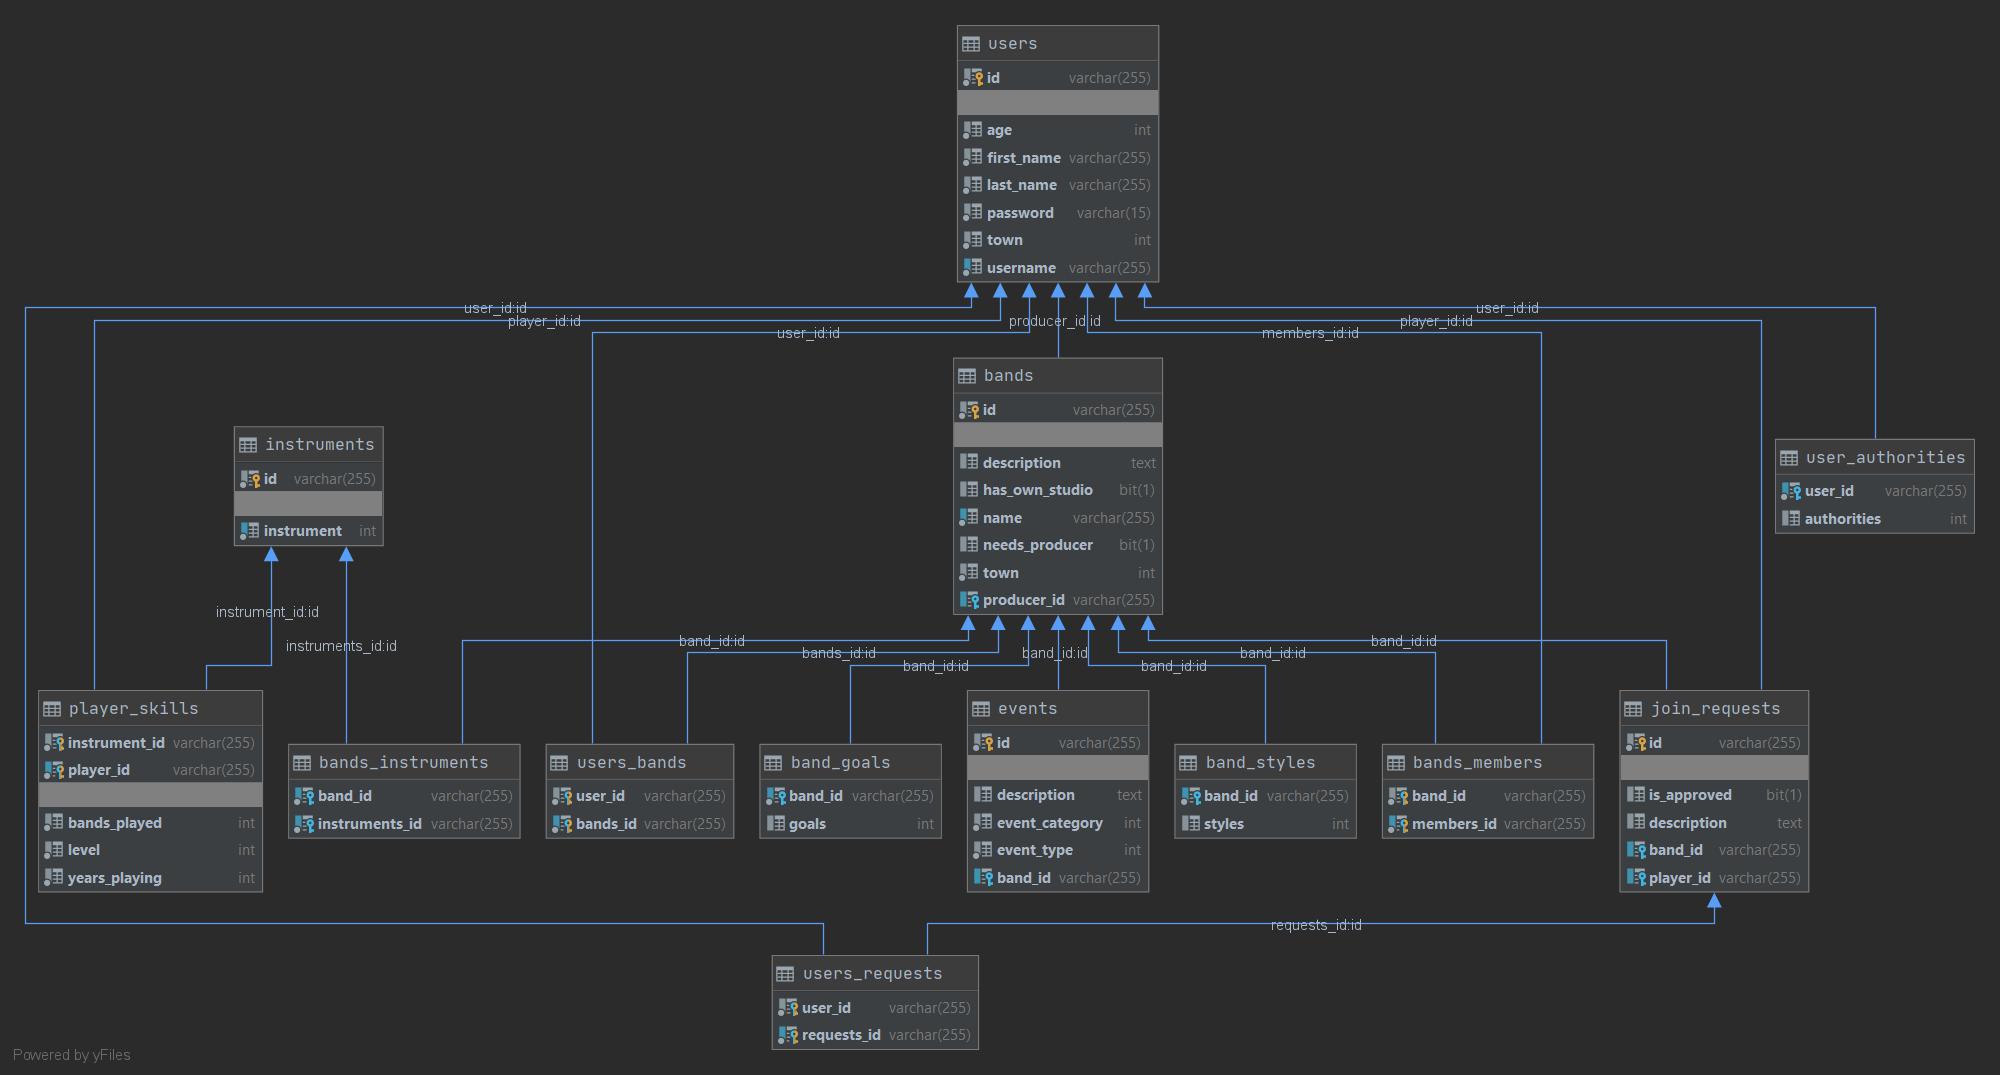 users
id varchar(255)
age int
first_name varchar(255)
last_name varchar(255)
password varchar(15)
town int
username varchar(255)
user_id:id
user_id:id
player_id:id
producer_id:id
player_id:id
user_id:id
members_id:id
bands
id varchar(255)
description text
has_own_studio bit(1)
name varchar(255)
needs_producer bit(1)
town int
producer_id varchar(255)
instruments
id varchar(255)
instrument int
user_authorities
user_id varchar(255)
authorities int
instrument_id:id
instruments_id:id
band_id:id
bands_id:id
band_id:id
band_id:id
band_id:id
band_id:id
band_id:id
player_skills
instrument_id varchar(255)
player_id varchar(255)
bands_played int
level int
years_playing int
bands_instruments
band_id varchar(255)
instruments_id varchar(255)
users_bands
user_id varchar(255)
bands_id varchar(255)
band_goals
band_id varchar(255)
goals int
events
id varchar(255)
description text
event_category int
event_type int
band_id varchar(255)
band_styles
band_id varchar(255)
styles int
bands_members
band_id varchar(255)
members_id varchar(255)
join_requests
id varchar(255)
is_approved bit(1)
description text
band_id varchar(255)
player_id varchar(255)
requests_id:id
users_requests
user_id varchar(255)
requests_id varchar(255)
Powered by yFiles